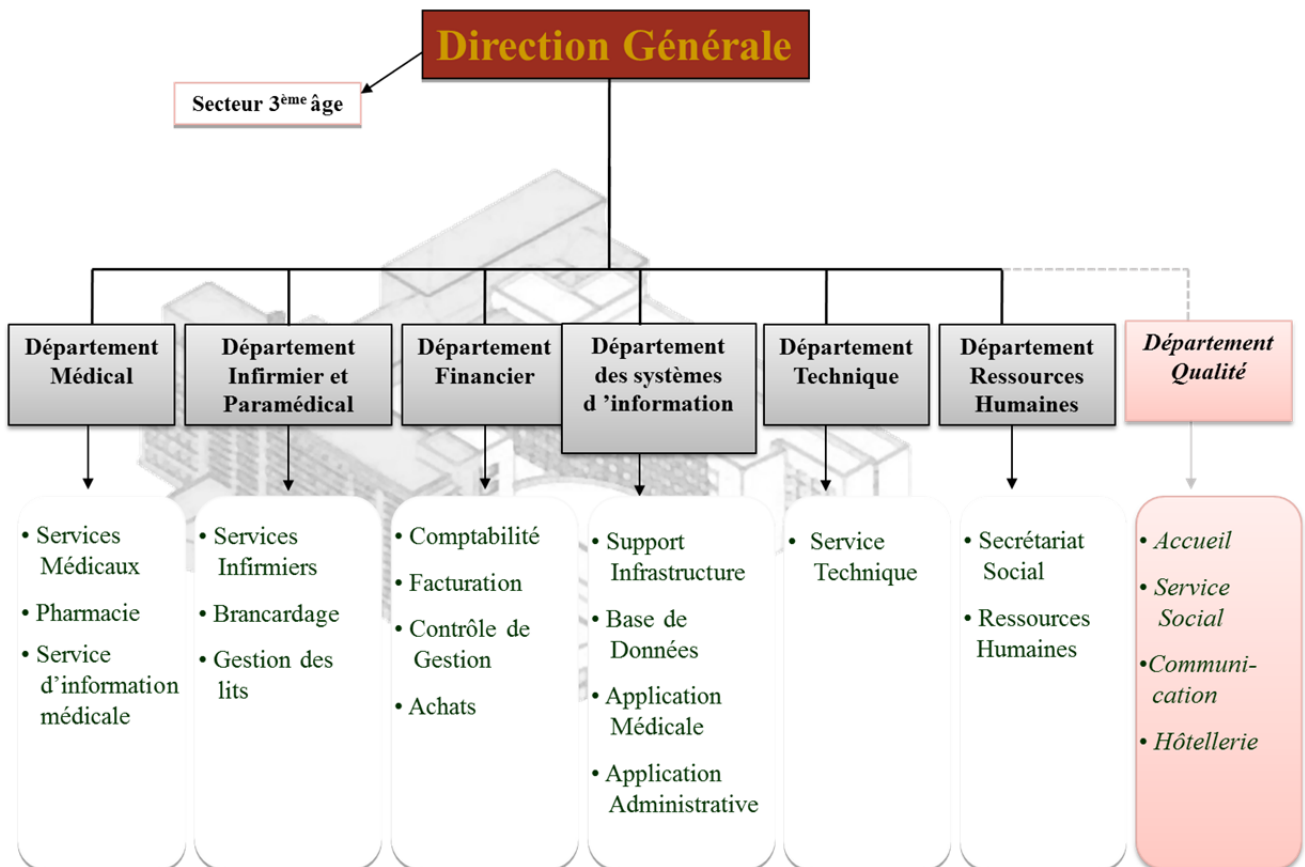 Direction Générale
Secteur 3ème âge
Département
Médical
Département
Infirmier et
Paramédical
Département
Financier
Département
des systèmes
d ’information
Département
Technique
Département
Ressources
Humaines
Département
Qualité
• Services
Médicaux
• Pharmacie
• Service
d’information
médicale
• Services
Infirmiers
• Brancardage
• Gestion des
lits
• Comptabilité
• Facturation
• Contrôle de
Gestion
• Achats
• Support
Infrastructure
• Base de
Données
• Application
Médicale
• Application
Administrative
• Service
Technique
• Secrétariat
Social
• Ressources
Humaines
• Accueil
• Service
Social
• Communi-
cation
• Hôtellerie